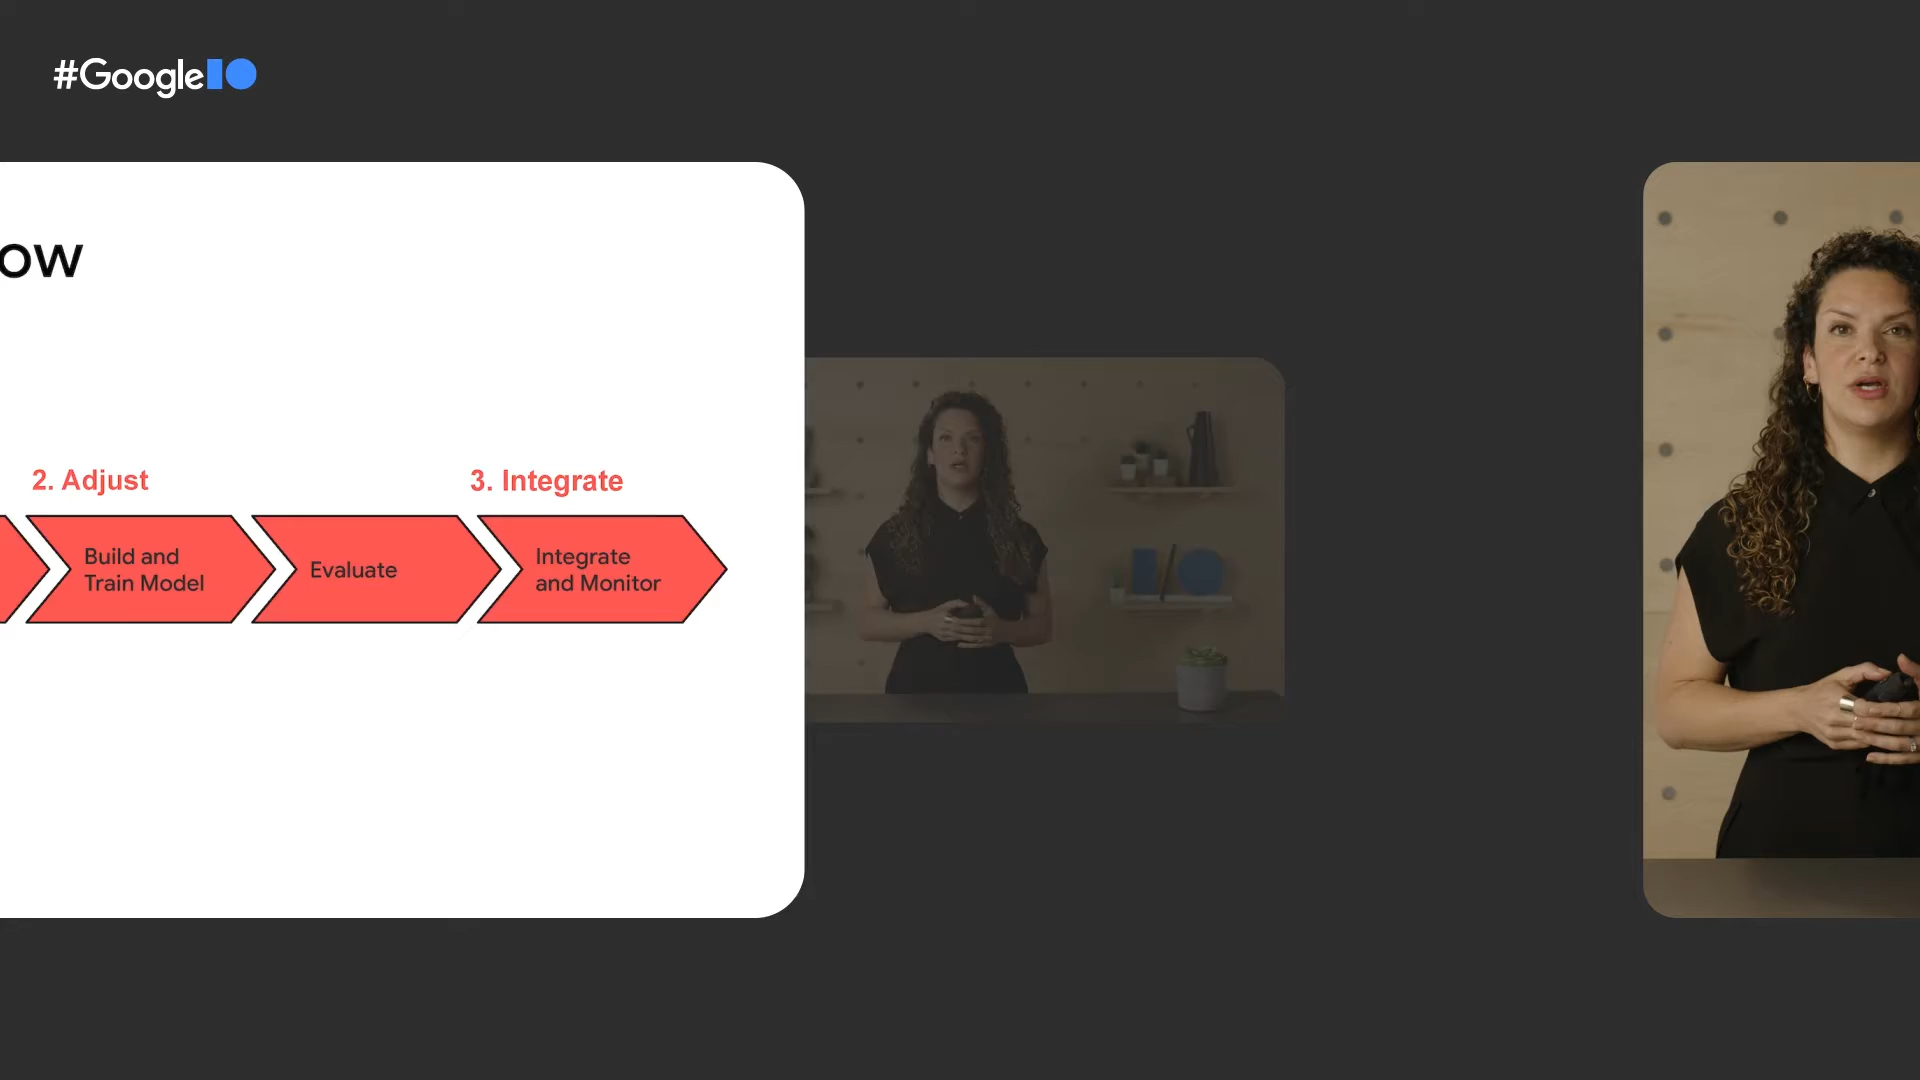 #GoogleIO
ow
2. Adjust
3. Integrate
Build and
Train Model
Evaluate
Integrate
and Monitor